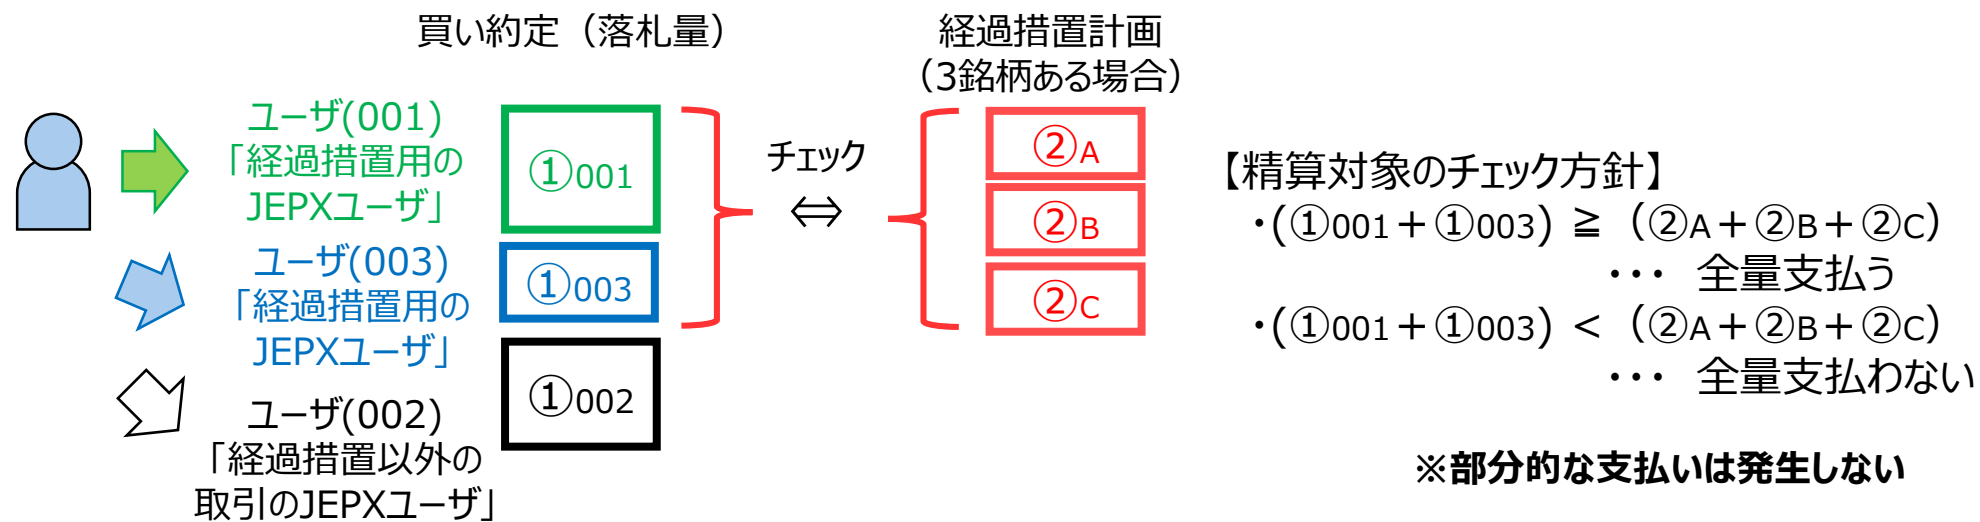 買い約定（落札量）
経過措置計画
（3銘柄ある場合）
ユーザ(001)
「経過措置用の
JEPXユーザ」
①001
ユーザ(003)
「経過措置用の
JEPXユーザ」
①003
ユーザ(002)
「経過措置以外の
取引のJEPXユーザ」
①002
チェック
⇔
②A
②B
②C
【精算対象のチェック方針】
・(①001＋①003) ≧ （②A＋②B＋②C）
・・・ 全量支払う
・(①001＋①003) < （②A＋②B＋②C）
・・・ 全量支払わない
※部分的な支払いは発生しない